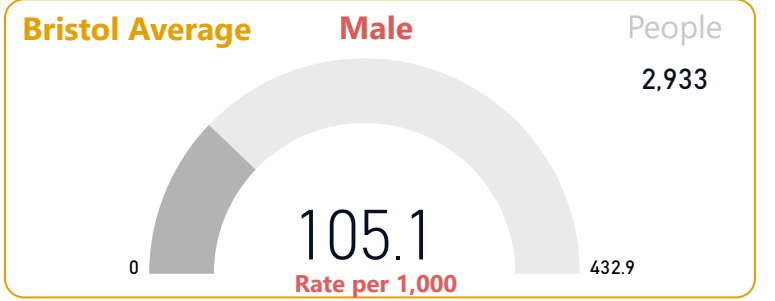 Bristol Average
Male
People
2,933
105.1
0
432.9
Rate per 1,000